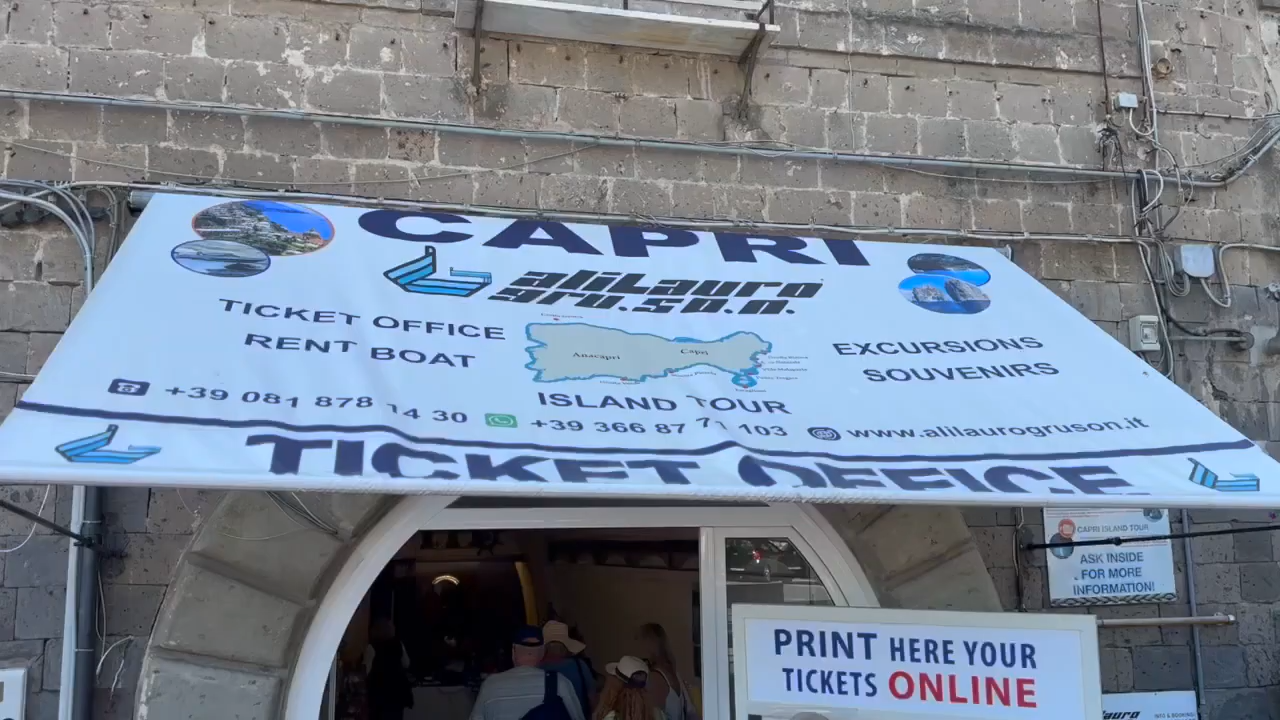 CAPRI
aliLauro
gru.so.n.
TICKET OFFICE
RENT BOAT
Anacapri
Capri
EXCURSIONS
SOUVENIRS
ISLAND TOUR
+39 081 878 14 30
+39 366 87 71 103
www.alilaurogruson.it
TICKET OFFICE
CAPRI ISLAND TOUR
ASK INSIDE
FOR MORE
INFORMATION!
PRINT HERE YOUR
TICKETS ONLINE